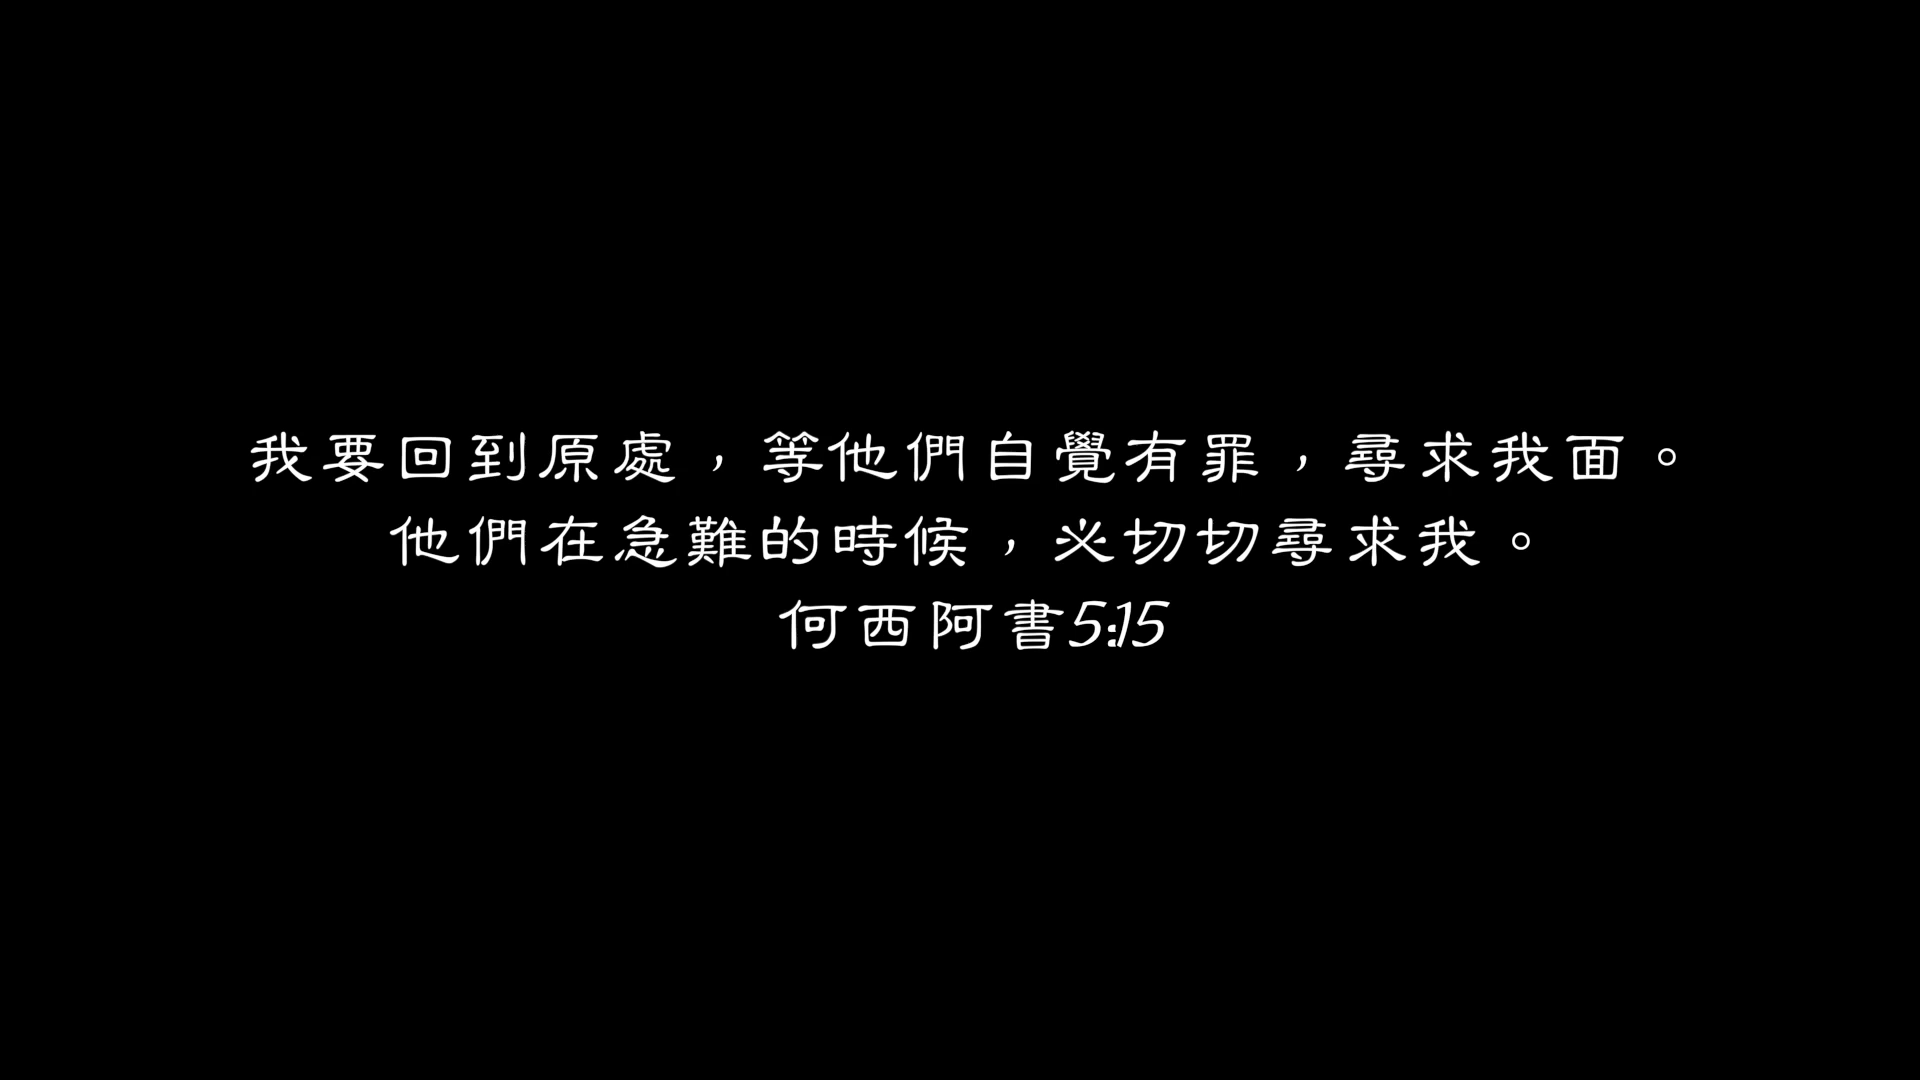 我要回到原處，等他們自覺有罪，尋求我面。
他們在急難的時候，必切切尋求我。
何西阿書5:15